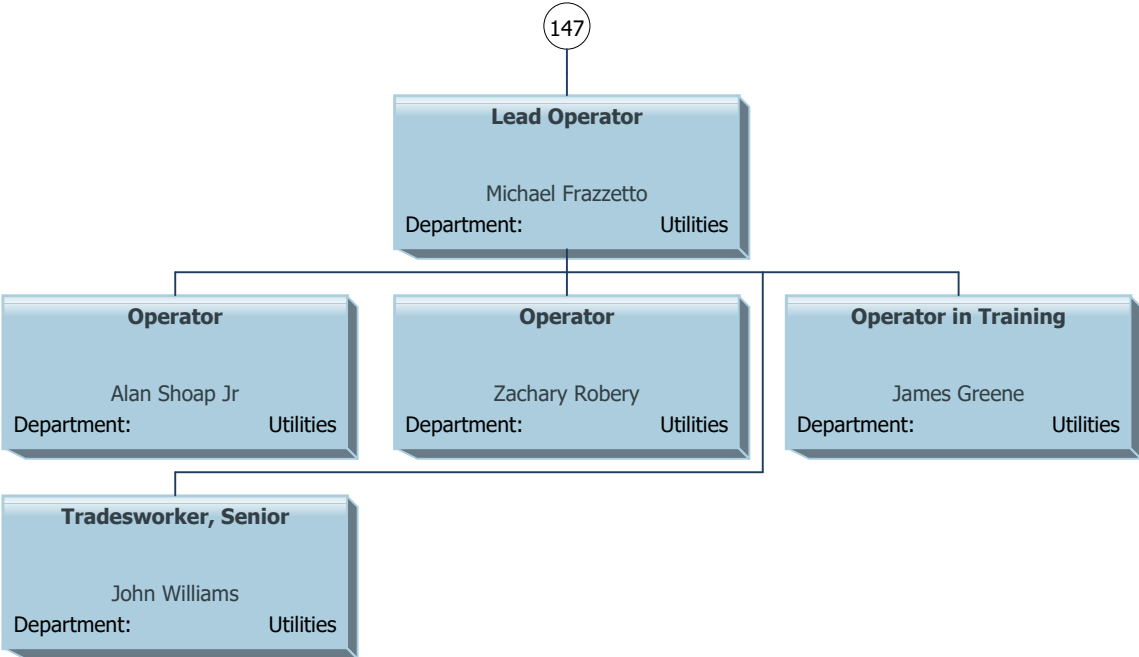 147
Lead Operator
Michael Frazzetto
Department: Utilities
Operator
Alan Shoap Jr
Department: Utilities
Operator
Zachary Robery
Department: Utilities
Operator in Training
James Greene
Department: Utilities
Tradesworker, Senior
John Williams
Department: Utilities